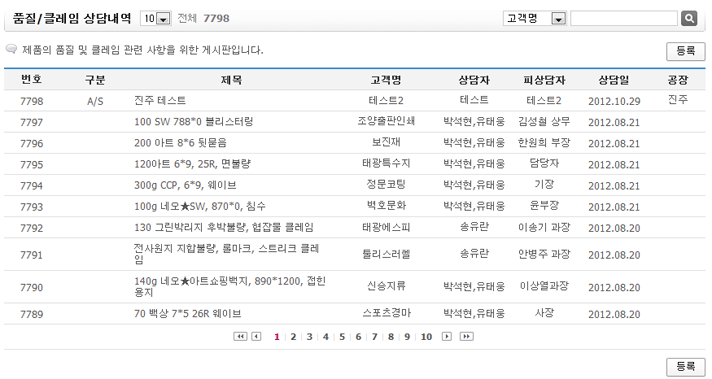 품질/클레임 상담내역 10 전체 7798 고객명
제품의 품질 및 클레임 관련 사항을 위한 게시판입니다. 등록
번호 구분 제목 고객명 상담자 피상담자 상담일 공장
7798 A/S 진주 테스트 테스트2 테스트 테스트2 2012.10.29 진주
7797 100 SW 788*0 블리스터링 조양출판인쇄 박석현,유태웅 김성철 상무 2012.08.21
7796 200 아트 8*6 뒷묻음 보진재 박석현,유태웅 한원희 부장 2012.08.21
7795 120아트 6*9, 25R, 면불량 태광특수지 박석현,유태웅 담당자 2012.08.21
7794 300g CCP, 6*9, 웨이브 정문코팅 박석현,유태웅 기장 2012.08.21
7793 100g 네오★SW, 870*0, 침수 백호문화 박석현,유태웅 윤부장 2012.08.21
7792 130 그린박리지 후박불량, 협잡물 클레임 태광에스피 송유란 이송기 과장 2012.08.20
7791 전사원지 지합불량, 롤마크, 스트리크 클레
임 툴리스러셀 송유란 안병주 과장 2012.08.20
7790 140g 네오★아트쇼핑백지, 890*1200, 접힌
용지 신승지류 박석현,유태웅 이상열과장 2012.08.20
7789 70 백상 7*5 26R 웨이브 스포츠경마 박석현,유태웅 사장 2012.08.20
1 2 3 4 5 6 7 8 9 10
등록